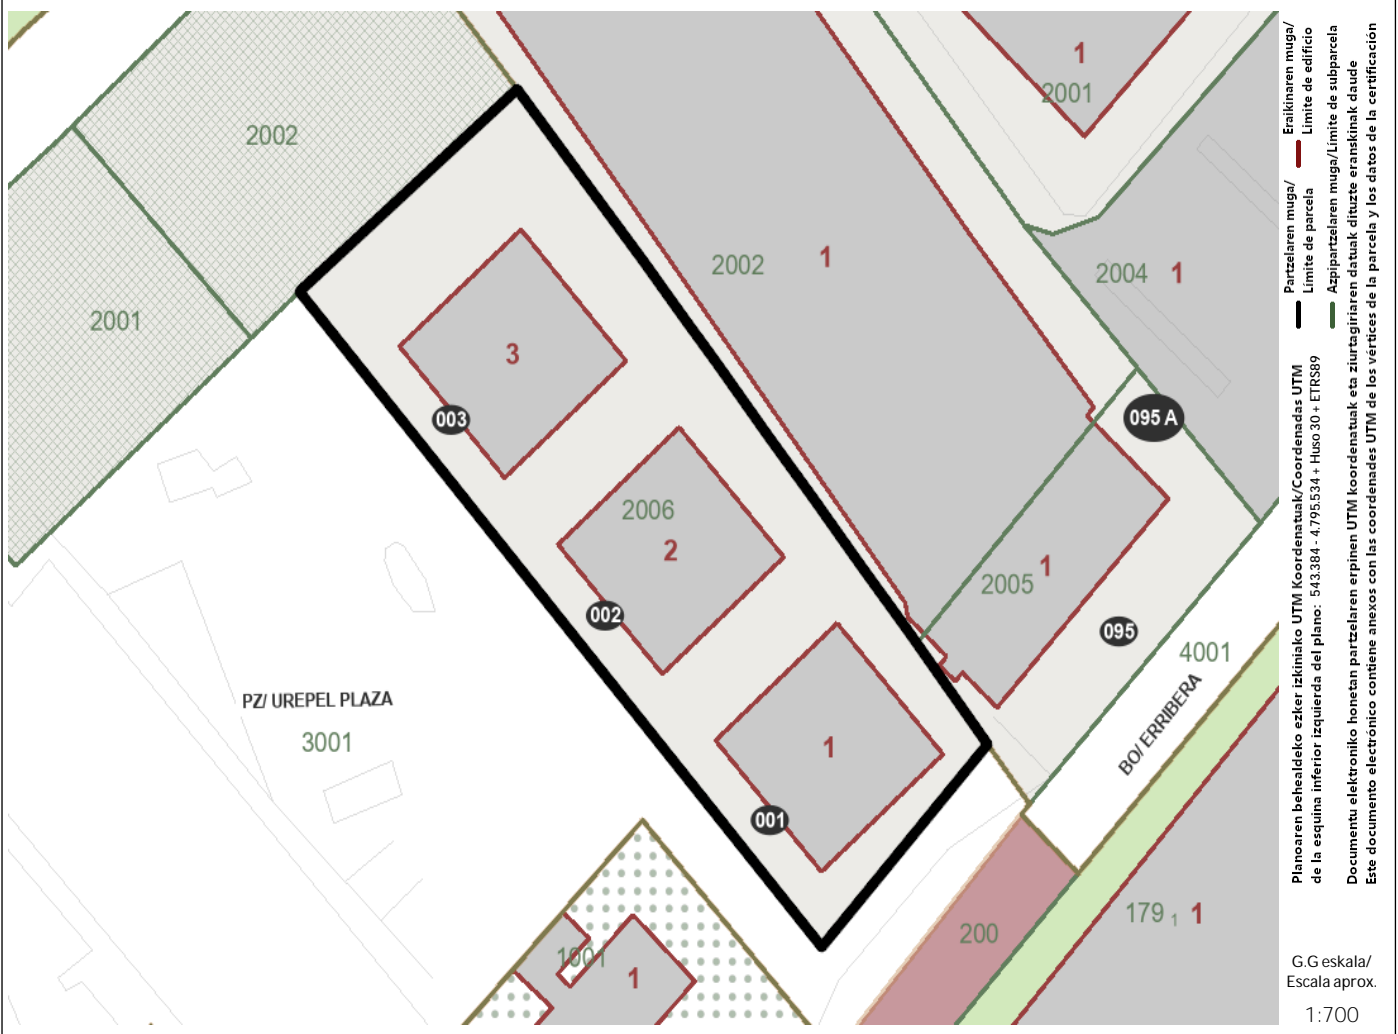 1
2001
2002
2002
1
2004
1
2001
3
003
095 A
2006
2
1
2005
002
095
4001
PZ/ UREPEL PLAZA
3001
BO/ ERRIBERA
1
001
179 1 1
200
1001
1
Partzelaren muga/
Límite de parcela
Eraikinaren muga/
Límite de edificio
Azpipartzelaren muga/Límite de subparcela
Planoaren behealdeko ezker izkiniako UTM Koordenatuak/Coordenadas UTM
de la esquina inferior izquierda del plano: 543.384 - 4.795.534 + Huso 30 + ETRS89
Documentu elektroniko honetan partzelaren erpinen UTM koordenatuak eta ziurtagiriaren datuak dituzte eranskinak daude
Este documento electrónico contiene anexos con las coordenadas UTM de los vértices de la parcela y los datos de la certificación
G.G eskala/
Escala aprox.
1:700